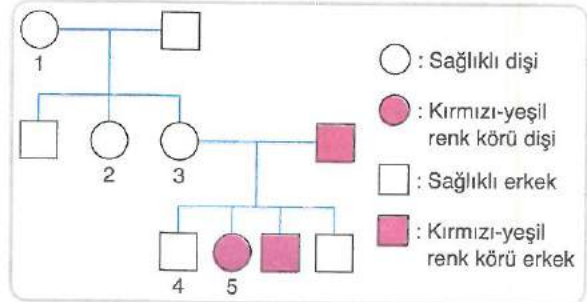 1
2
3
4
5
: Sağlıklı dişi
: Kırmızı-yeşil
renk körü dişi
: Sağlıklı erkek
: Kırmızı-yeşil
renk körü erkek